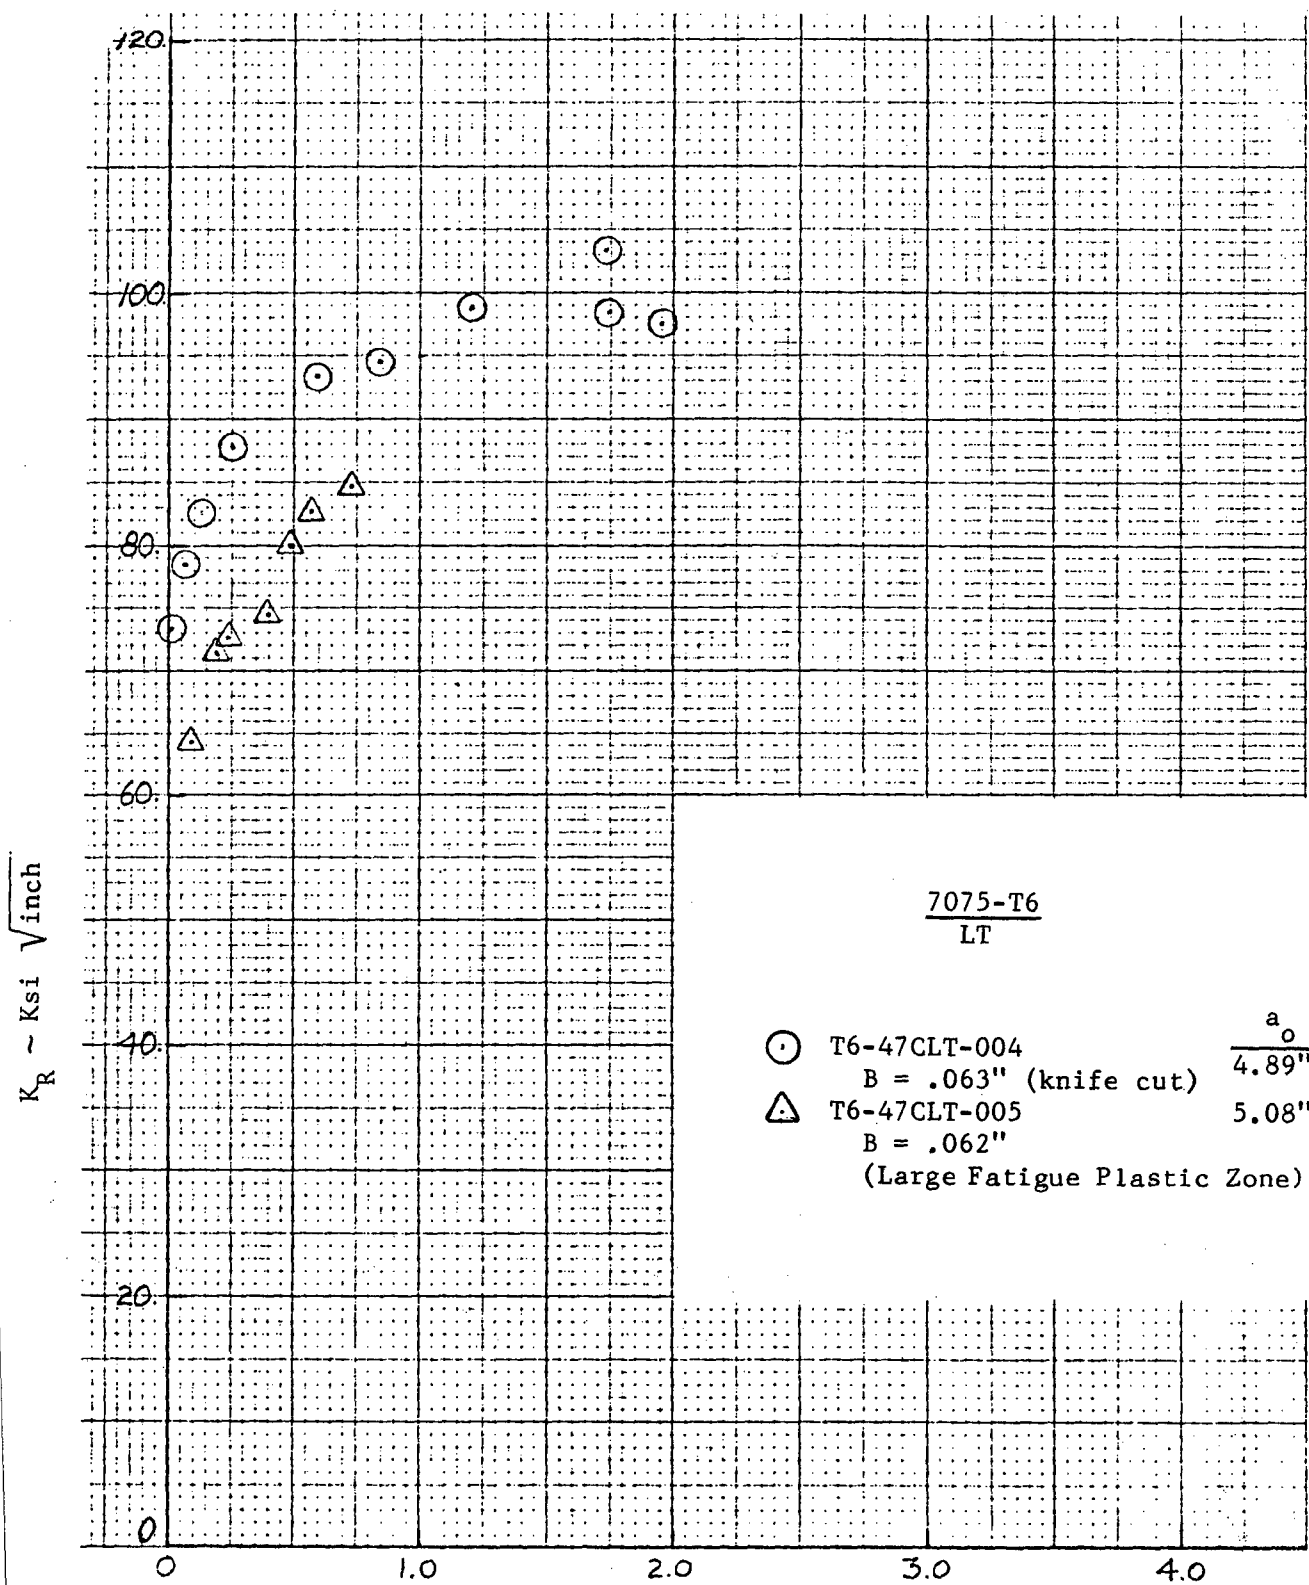 120.
100.
80.
60.
40.
20.
0
K_R ~ Ksi √inch
7075-T6
LT
a_o
⊙ T6-47CLT-004 4.89"
B = .063" (knife cut)
△ T6-47CLT-005 5.08"
B = .062"
(Large Fatigue Plastic Zone)
0 1.0 2.0 3.0 4.0